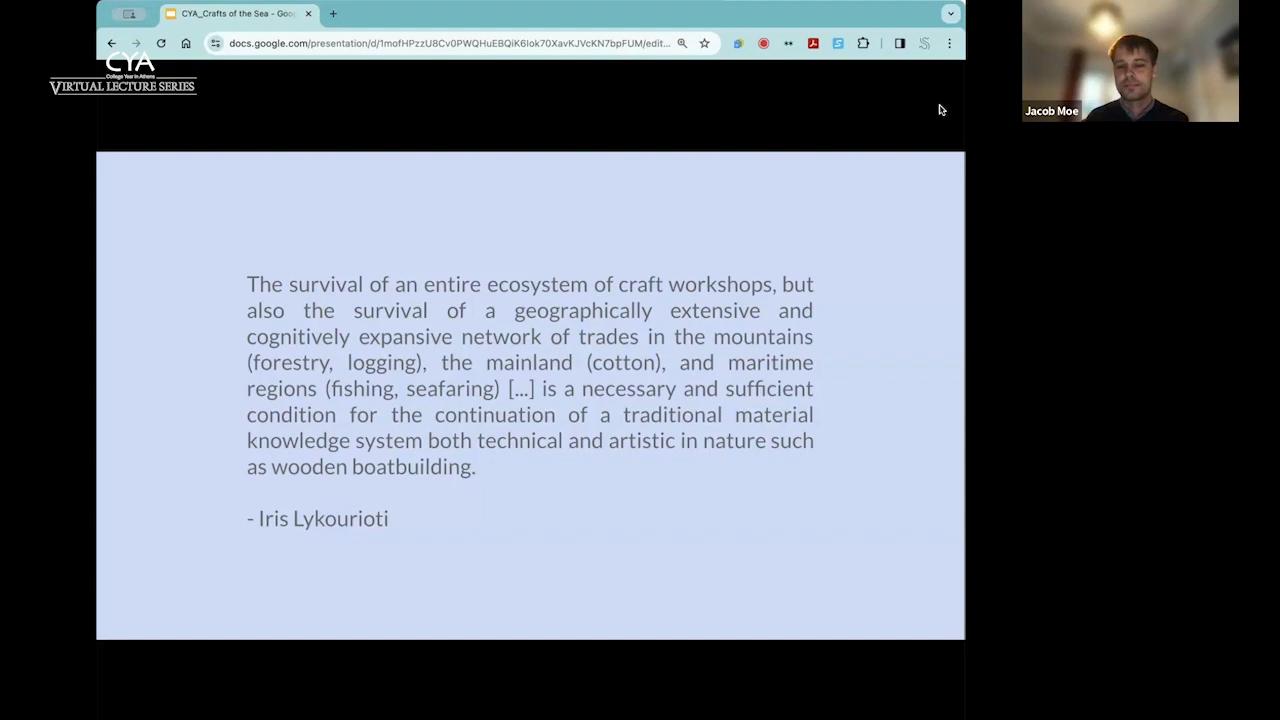 CYA_Crafts of the Sea - Goo
docs.google.com/presentation/d/1mofHPzzU8Cv0PWQHuEBQiK6Iok70XavKJVcKN7bpFUM/edit...
CYA
College Year in Athens
VIRTUAL LECTURE SERIES
Jacob Moe
The survival of an entire ecosystem of craft workshops, but
also the survival of a geographically extensive and
cognitively expansive network of trades in the mountains
(forestry, logging), the mainland (cotton), and maritime
regions (fishing, seafaring) [...] is a necessary and sufficient
condition for the continuation of a traditional material
knowledge system both technical and artistic in nature such
as wooden boatbuilding.
- Iris Lykourioti